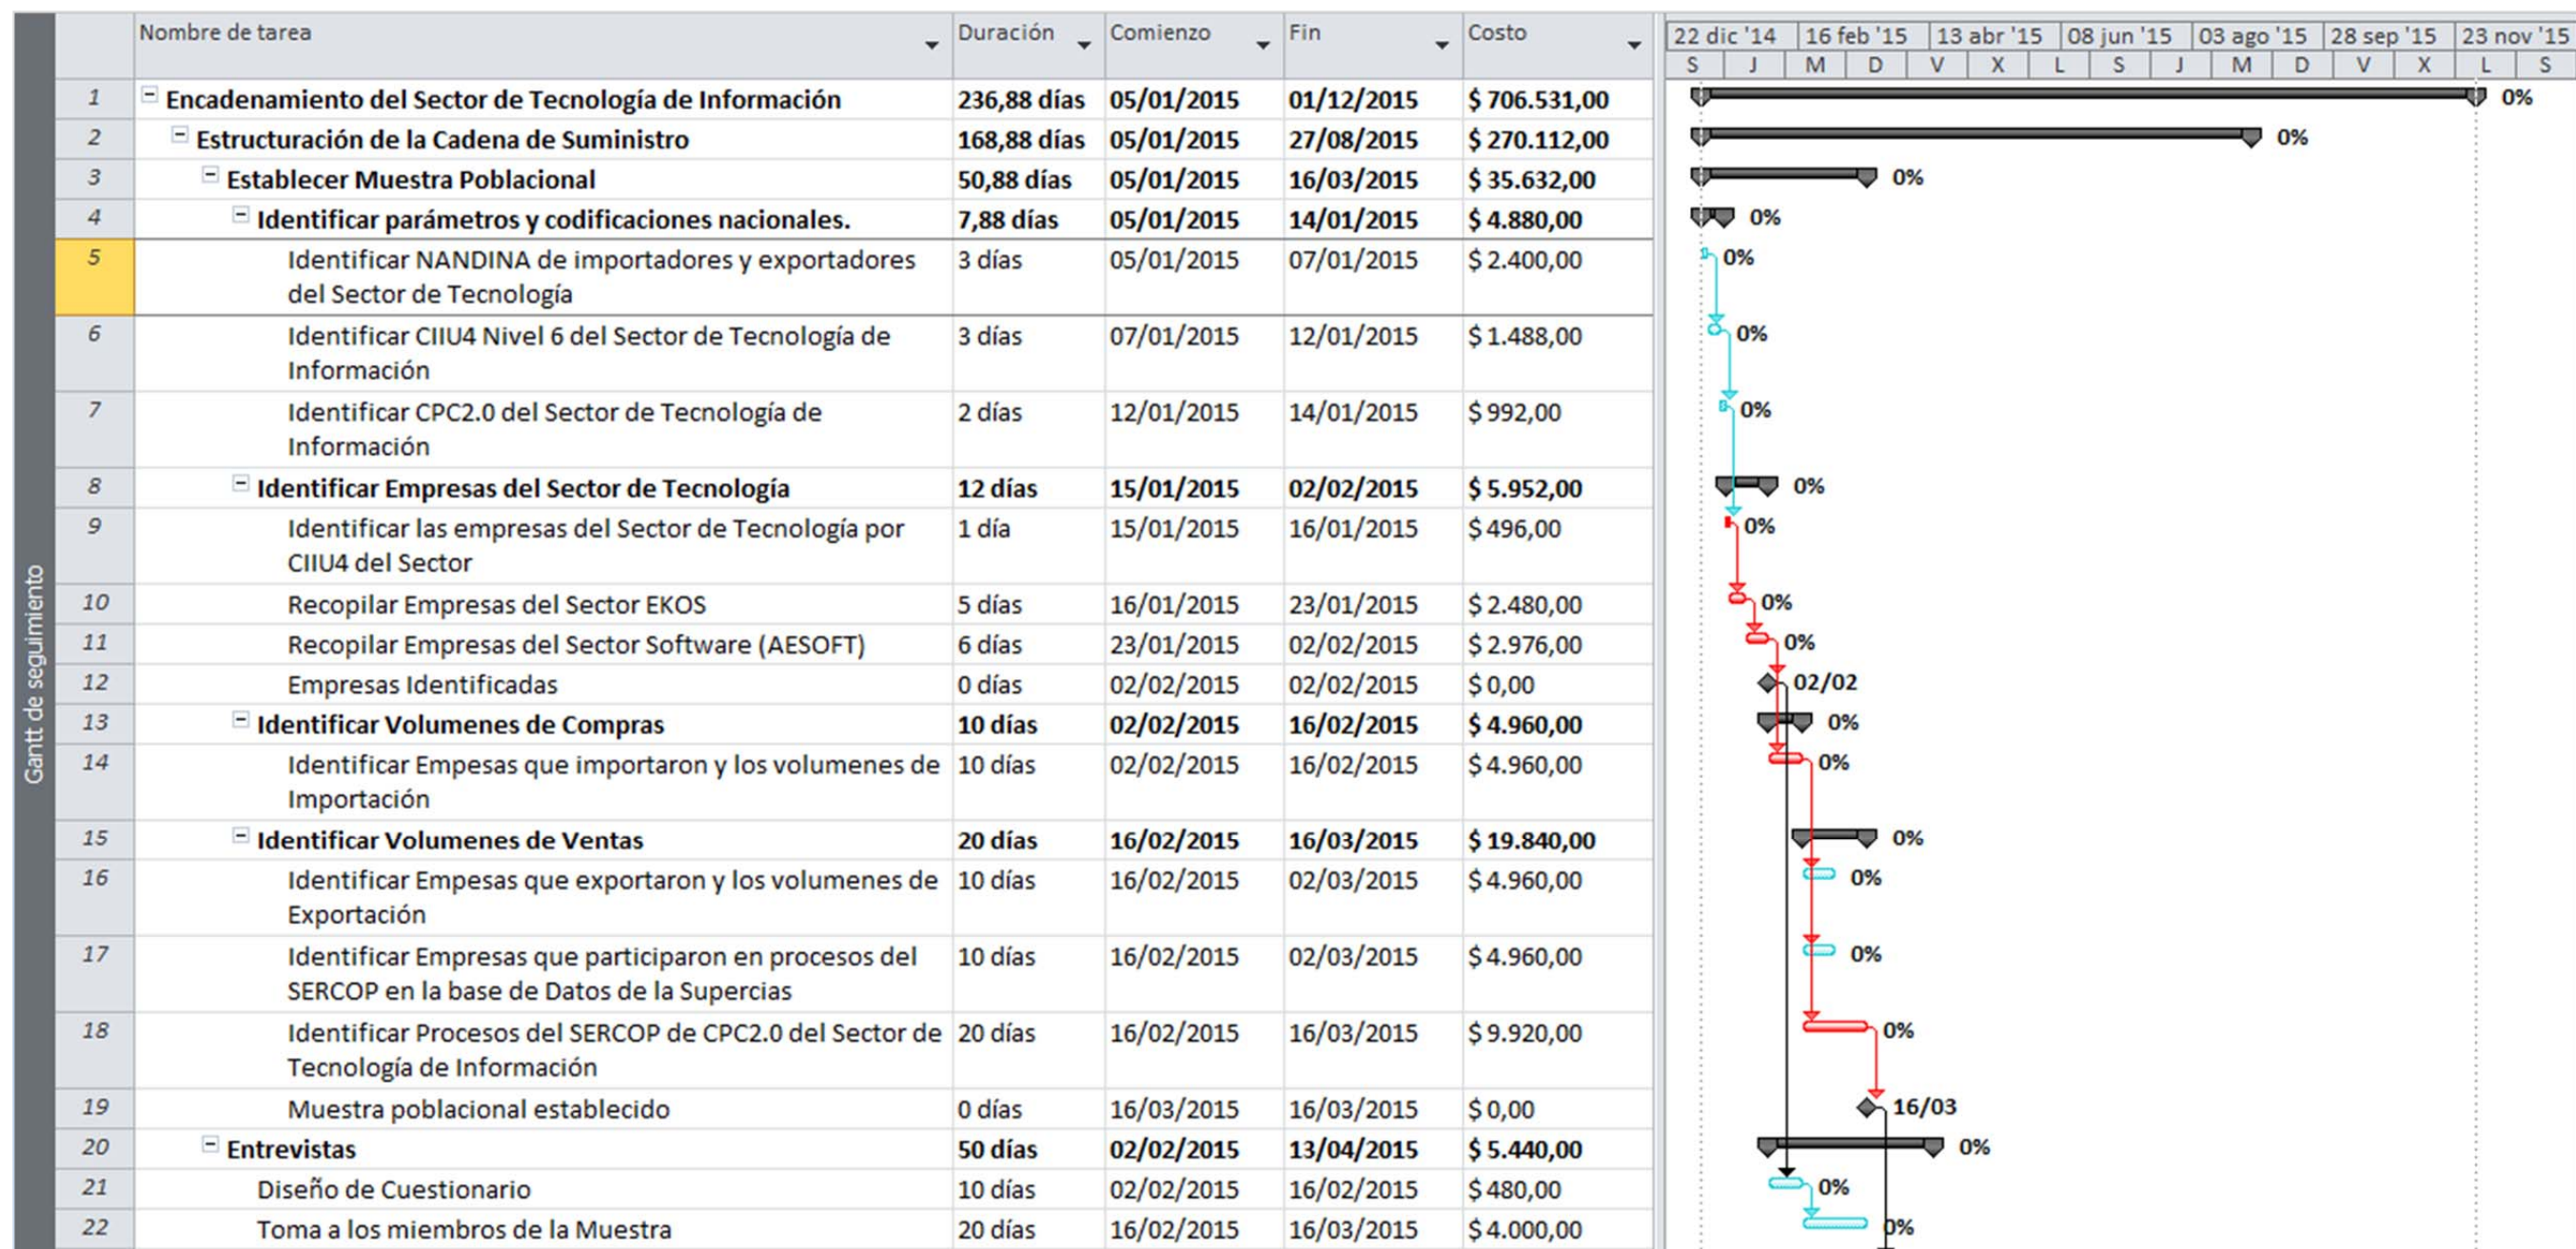 Nombre de tarea Duración Comienzo Fin Costo 22 dic '14 16 feb '15 13 abr '15 08 jun '15 03 ago '15 28 sep '15 23 nov '15
S J M D V X L S J M D V X L S
1 Encadenamiento del Sector de Tecnología de Información 236,88 días 05/01/2015 01/12/2015 $ 706.531,00 0%
2 Estructuración de la Cadena de Suministro 168,88 días 05/01/2015 27/08/2015 $ 270.112,00 0%
3 Establecer Muestra Poblacional 50,88 días 05/01/2015 16/03/2015 $ 35.632,00 0%
4 Identificar parámetros y codificaciones nacionales. 7,88 días 05/01/2015 14/01/2015 $ 4.880,00 0%
5 Identificar NANDINA de importadores y exportadores 3 días 05/01/2015 07/01/2015 $ 2.400,00 0%
del Sector de Tecnología
6 Identificar CIIU4 Nivel 6 del Sector de Tecnología de 3 días 07/01/2015 12/01/2015 $ 1.488,00 0%
Información
7 Identificar CPC2.0 del Sector de Tecnología de 2 días 12/01/2015 14/01/2015 $ 992,00 0%
Información
8 Identificar Empresas del Sector de Tecnología 12 días 15/01/2015 02/02/2015 $ 5.952,00 0%
9 Identificar las empresas del Sector de Tecnología por 1 día 15/01/2015 16/01/2015 $ 496,00 0%
CIIU4 del Sector
10 Recopilar Empresas del Sector EKOS 5 días 16/01/2015 23/01/2015 $ 2.480,00 0%
11 Recopilar Empresas del Sector Software (AESOFT) 6 días 23/01/2015 02/02/2015 $ 2.976,00 0%
12 Empresas Identificadas 0 días 02/02/2015 02/02/2015 $ 0,00 02/02
13 Identificar Volumenes de Compras 10 días 02/02/2015 16/02/2015 $ 4.960,00 0%
14 Identificar Empesas que importaron y los volumenes de 10 días 02/02/2015 16/02/2015 $ 4.960,00 0%
Importación
15 Identificar Volumenes de Ventas 20 días 16/02/2015 16/03/2015 $ 19.840,00 0%
16 Identificar Empesas que exportaron y los volumenes de 10 días 16/02/2015 02/03/2015 $ 4.960,00 0%
Exportación
17 Identificar Empresas que participaron en procesos del 10 días 16/02/2015 02/03/2015 $ 4.960,00 0%
SERCOP en la base de Datos de la Supercias
18 Identificar Procesos del SERCOP de CPC2.0 del Sector de 20 días 16/02/2015 16/03/2015 $ 9.920,00 0%
Tecnología de Información
19 Muestra poblacional establecido 0 días 16/03/2015 16/03/2015 $ 0,00 16/03
20 Entrevistas 50 días 02/02/2015 13/04/2015 $ 5.440,00 0%
21 Diseño de Cuestionario 10 días 02/02/2015 16/02/2015 $ 480,00 0%
22 Toma a los miembros de la Muestra 20 días 16/02/2015 16/03/2015 $ 4.000,00 0%
Gantt de seguimiento